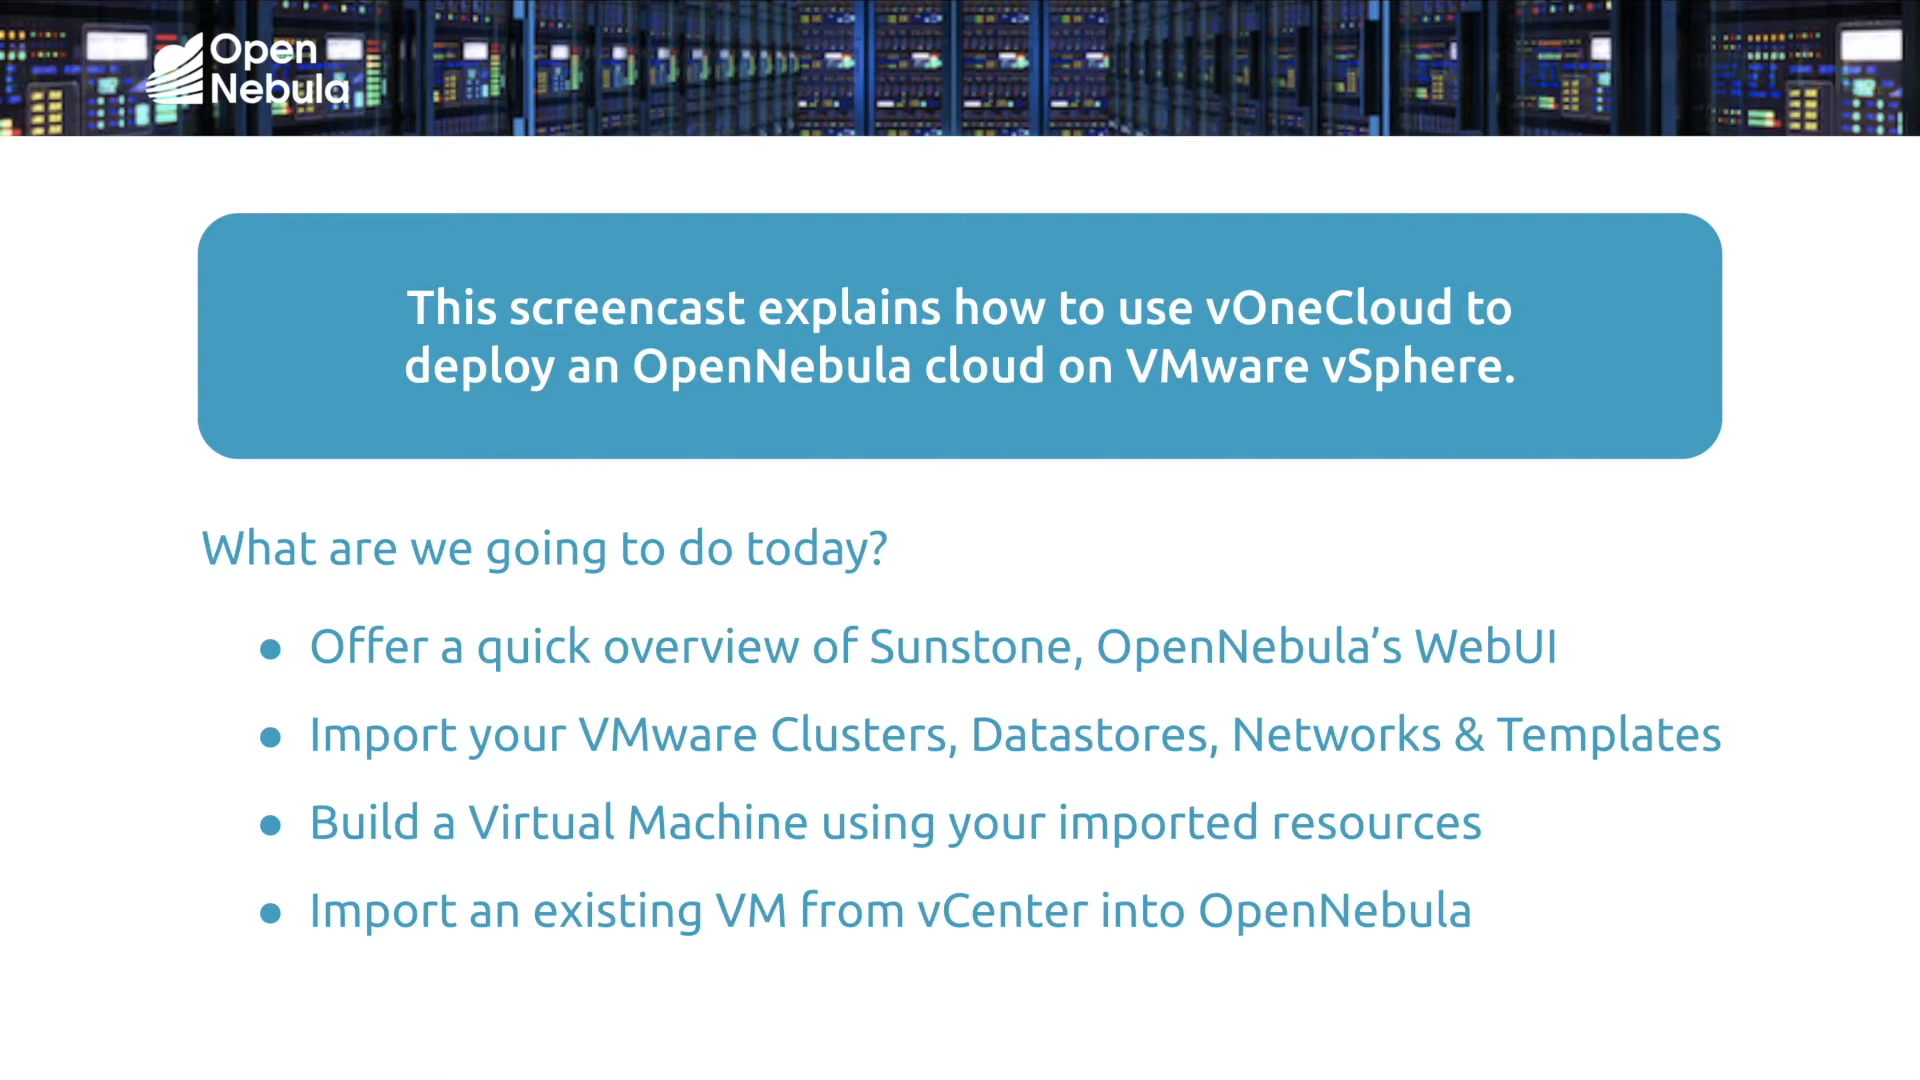 Open
Nebula
This screencast explains how to use vOneCloud to
deploy an OpenNebula cloud on VMware vSphere.
What are we going to do today?
● Offer a quick overview of Sunstone, OpenNebula’s WebUI
● Import your VMware Clusters, Datastores, Networks & Templates
● Build a Virtual Machine using your imported resources
● Import an existing VM from vCenter into OpenNebula